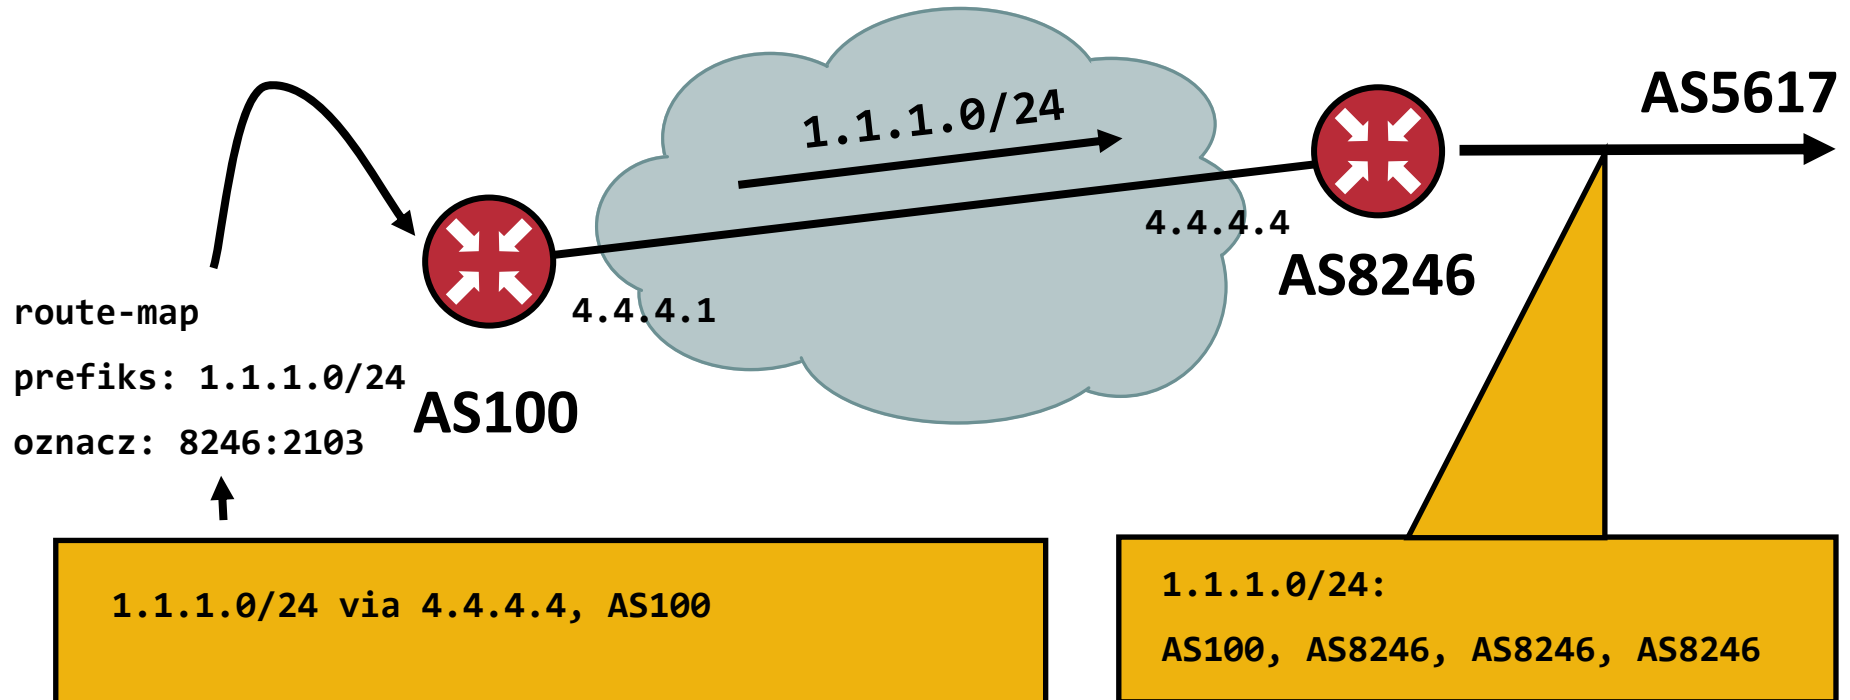 1.1.1.0/24
AS5617
4.4.4.4
AS8246
4.4.4.1
route-map
prefiks: 1.1.1.0/24
oznacz: 8246:2103
AS100
1.1.1.0/24 via 4.4.4.4, AS100
1.1.1.0/24:
AS100, AS8246, AS8246, AS8246